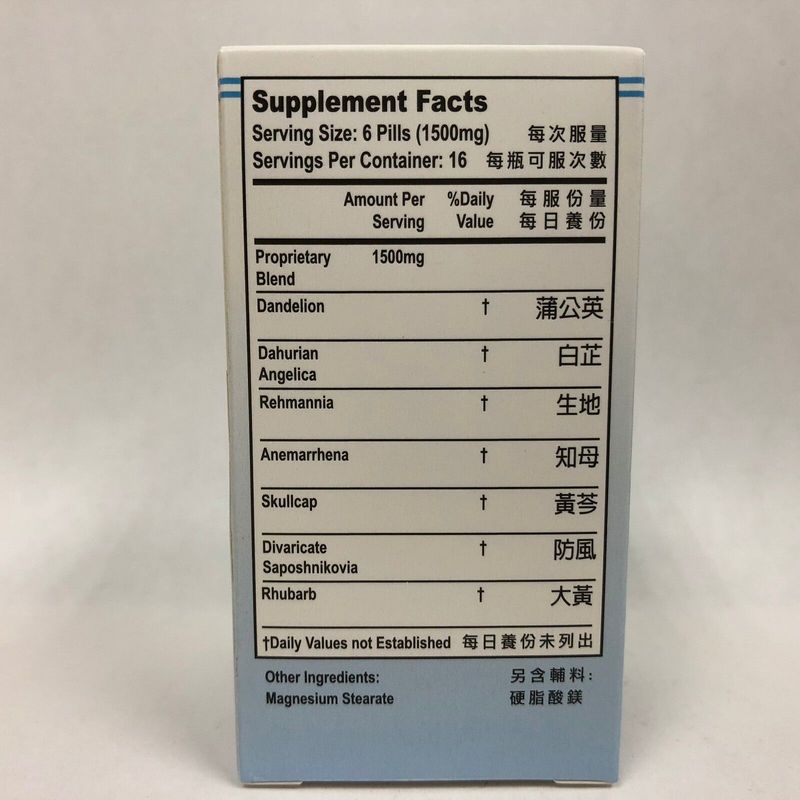 Supplement Facts
Serving Size: 6 Pills (1500mg) 每次服量
Servings Per Container: 16 每瓶可服次數
Amount Per %Daily 每服份量
Serving Value 每日養份
Proprietary 1500mg
Blend
Dandelion † 蒲公英
Dahurian † 白芷
Angelica
Rehmannia † 生地
Anemarrhena † 知母
Skullcap † 黃芩
Divaricate † 防風
Saposhnikovia
Rhubarb † 大黃
†Daily Values not Established 每日養份未列出
Other Ingredients: 另含輔料:
Magnesium Stearate 硬脂酸鎂